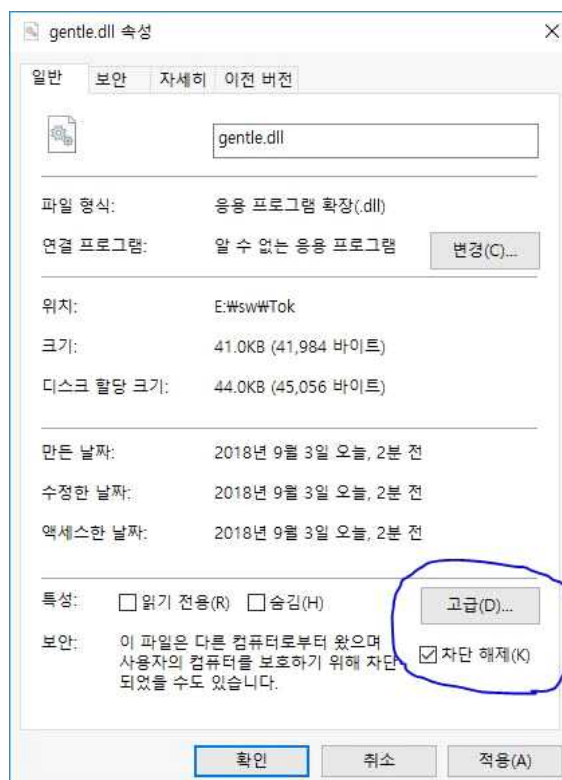 gentle.dll 속성
일반 보안 자세히 이전 버전
gentle.dll
파일 형식: 응용 프로그램 확장(.dll)
연결 프로그램: 알 수 없는 응용 프로그램 변경(C)...
위치: E:₩sw₩Tok
크기: 41.0KB (41,984 바이트)
디스크 할당 크기: 44.0KB (45,056 바이트)
만든 날짜: 2018년 9월 3일 오늘, 2분 전
수정한 날짜: 2018년 9월 3일 오늘, 2분 전
액세스한 날짜: 2018년 9월 3일 오늘, 2분 전
특성: 읽기 전용(R) 숨김(H) 고급(D)...
보안: 이 파일은 다른 컴퓨터로부터 왔으며
사용자의 컴퓨터를 보호하기 위해 차단 차단 해제(K)
되었을 수도 있습니다.
확인 취소 적용(A)